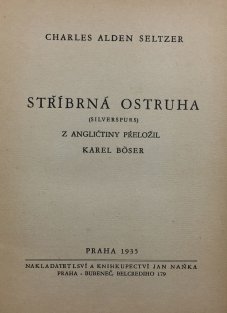 CHARLES ALDEN SELTZER
STŘÍBRNÁ OSTRUHA
(SILVERSPURS)
Z ANGLIČTINY PŘELOŽIL
KAREL BÖSER
PRAHA 1935
NAKLADATELSVÍ A KNIHKUPECTVÍ JAN NAŇKA
PRAHA - BUBENEČ, BELCREDIHO 179